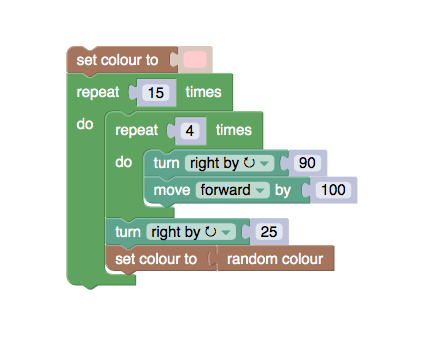 set colour to
repeat 15 times
do repeat 4 times
do turn right by ↻ 90
move forward by 100
turn right by ↻ 25
set colour to random colour